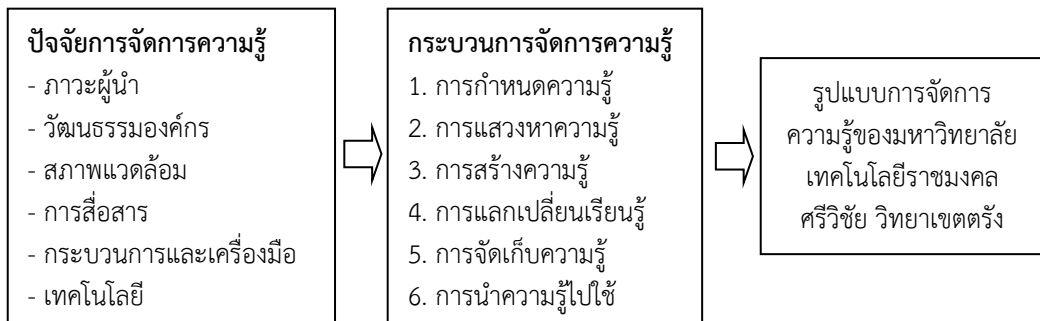 ปัจจัยการจัดการความรู้
- ภาวะผู้นำ
- วัฒนธรรมองค์กร
- สภาพแวดล้อม
- การสื่อสาร
- กระบวนการและเครื่องมือ
- เทคโนโลยี
กระบวนการจัดการความรู้
1. การกำหนดความรู้
2. การแสวงหาความรู้
3. การสร้างความรู้
4. การแลกเปลี่ยนเรียนรู้
5. การจัดเก็บความรู้
6. การนำความรู้ไปใช้
รูปแบบการจัดการ
ความรู้ของมหาวิทยาลัย
เทคโนโลยีราชมงคล
ศรีวิชัย วิทยาเขตตรัง